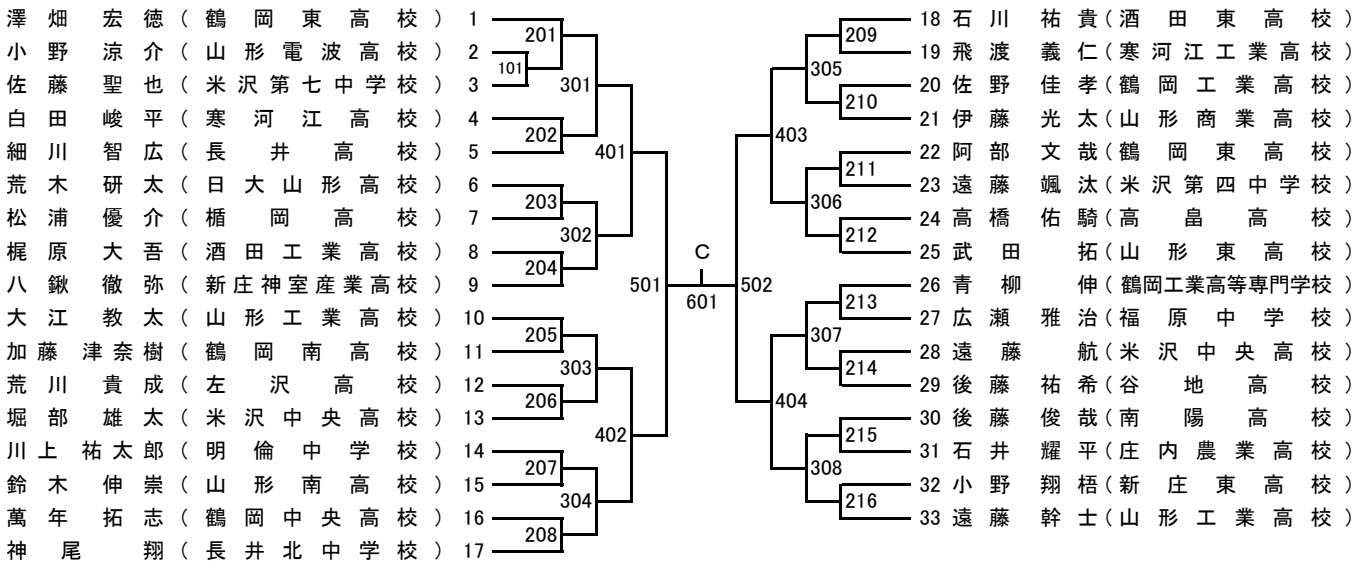 澤畑宏徳（鶴岡東高校）1
小野涼介（山形電波高校）2
佐藤聖也（米沢第七中学校）3
白田峻平（寒河江高校）4
細川智広（長井高校）5
荒木研太（日大山形高校）6
松浦優介（楯岡高校）7
梶原大吾（酒田工業高校）8
八鍬徹弥（新庄神室産業高校）9
大江教太（山形工業高校）10
加藤津奈樹（鶴岡南高校）11
荒川貴成（左沢高校）12
堀部雄太（米沢中央高校）13
川上祐太郎（明倫中学校）14
鈴木伸崇（山形南高校）15
萬年拓志（鶴岡中央高校）16
神尾翔（長井北中学校）17
101
201
202
203
204
205
206
207
208
301
302
303
304
401
402
501
C
601
502
403
404
305
306
307
308
209
210
211
212
213
214
215
216
18 石川祐貴（酒田東高校）
19 飛渡義仁（寒河江工業高校）
20 佐野佳孝（鶴岡工業高校）
21 伊藤光太（山形商業高校）
22 阿部文哉（鶴岡東高校）
23 遠藤颯汰（米沢第四中学校）
24 高橋佑騎（高畠高校）
25 武田拓（山形東高校）
26 青柳伸（鶴岡工業高等専門学校）
27 広瀬雅治（福原中学校）
28 遠藤航（米沢中央高校）
29 後藤祐希（谷地高校）
30 後藤俊哉（南陽高校）
31 石井耀平（庄内農業高校）
32 小野翔梧（新庄東高校）
33 遠藤幹士（山形工業高校）